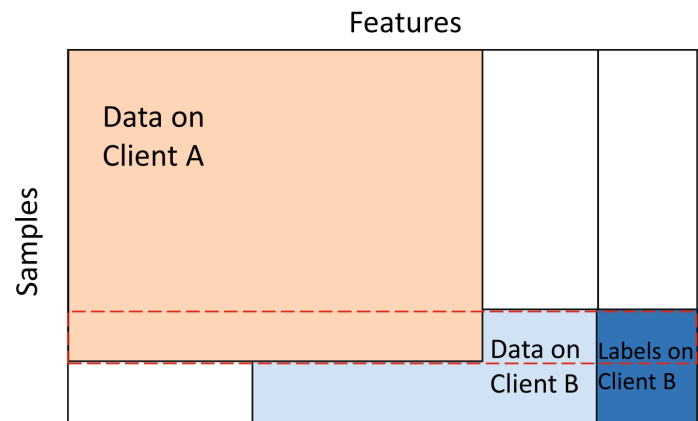 Features
Samples
Data on
Client A
Data on
Client B
Labels on
Client B